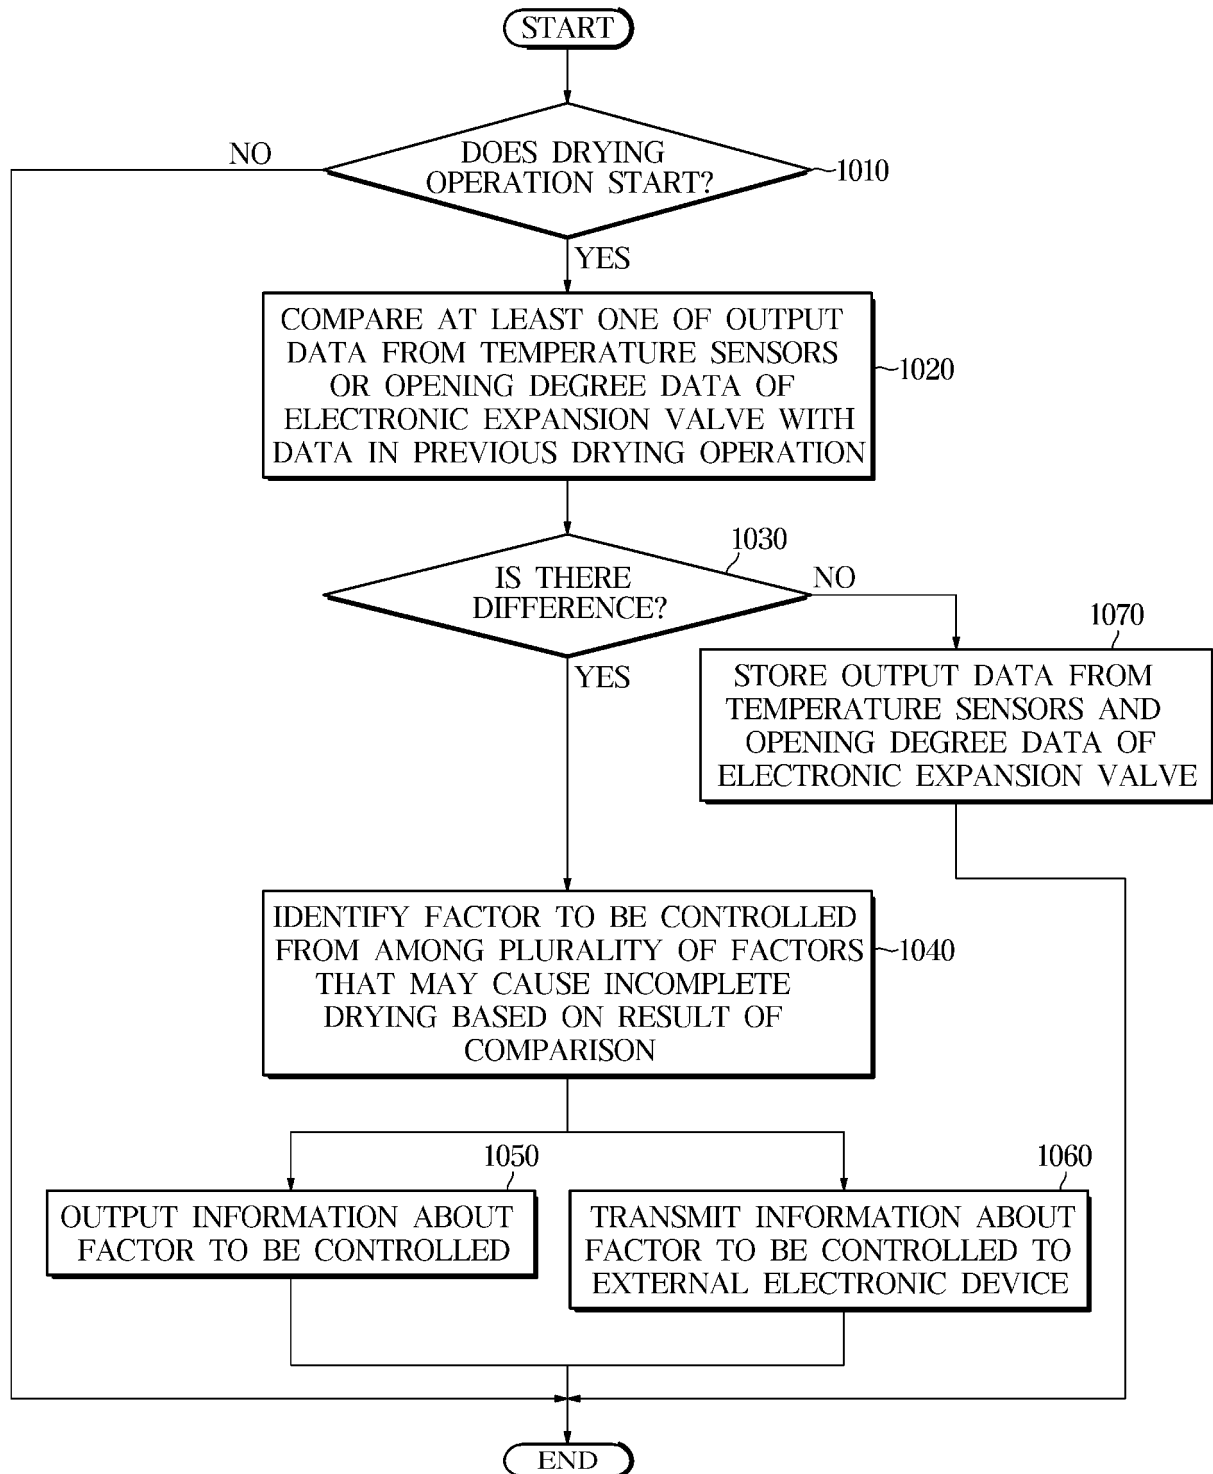 START
DOES DRYING
OPERATION START?
NO
1010
YES
COMPARE AT LEAST ONE OF OUTPUT
DATA FROM TEMPERATURE SENSORS
OR OPENING DEGREE DATA OF
ELECTRONIC EXPANSION VALVE WITH
DATA IN PREVIOUS DRYING OPERATION
1020
1030
IS THERE
DIFFERENCE?
NO
YES
1070
STORE OUTPUT DATA FROM
TEMPERATURE SENSORS AND
OPENING DEGREE DATA OF
ELECTRONIC EXPANSION VALVE
IDENTIFY FACTOR TO BE CONTROLLED
FROM AMONG PLURALITY OF FACTORS
THAT MAY CAUSE INCOMPLETE
DRYING BASED ON RESULT OF
COMPARISON
1040
1050
OUTPUT INFORMATION ABOUT
FACTOR TO BE CONTROLLED
1060
TRANSMIT INFORMATION ABOUT
FACTOR TO BE CONTROLLED TO
EXTERNAL ELECTRONIC DEVICE
END